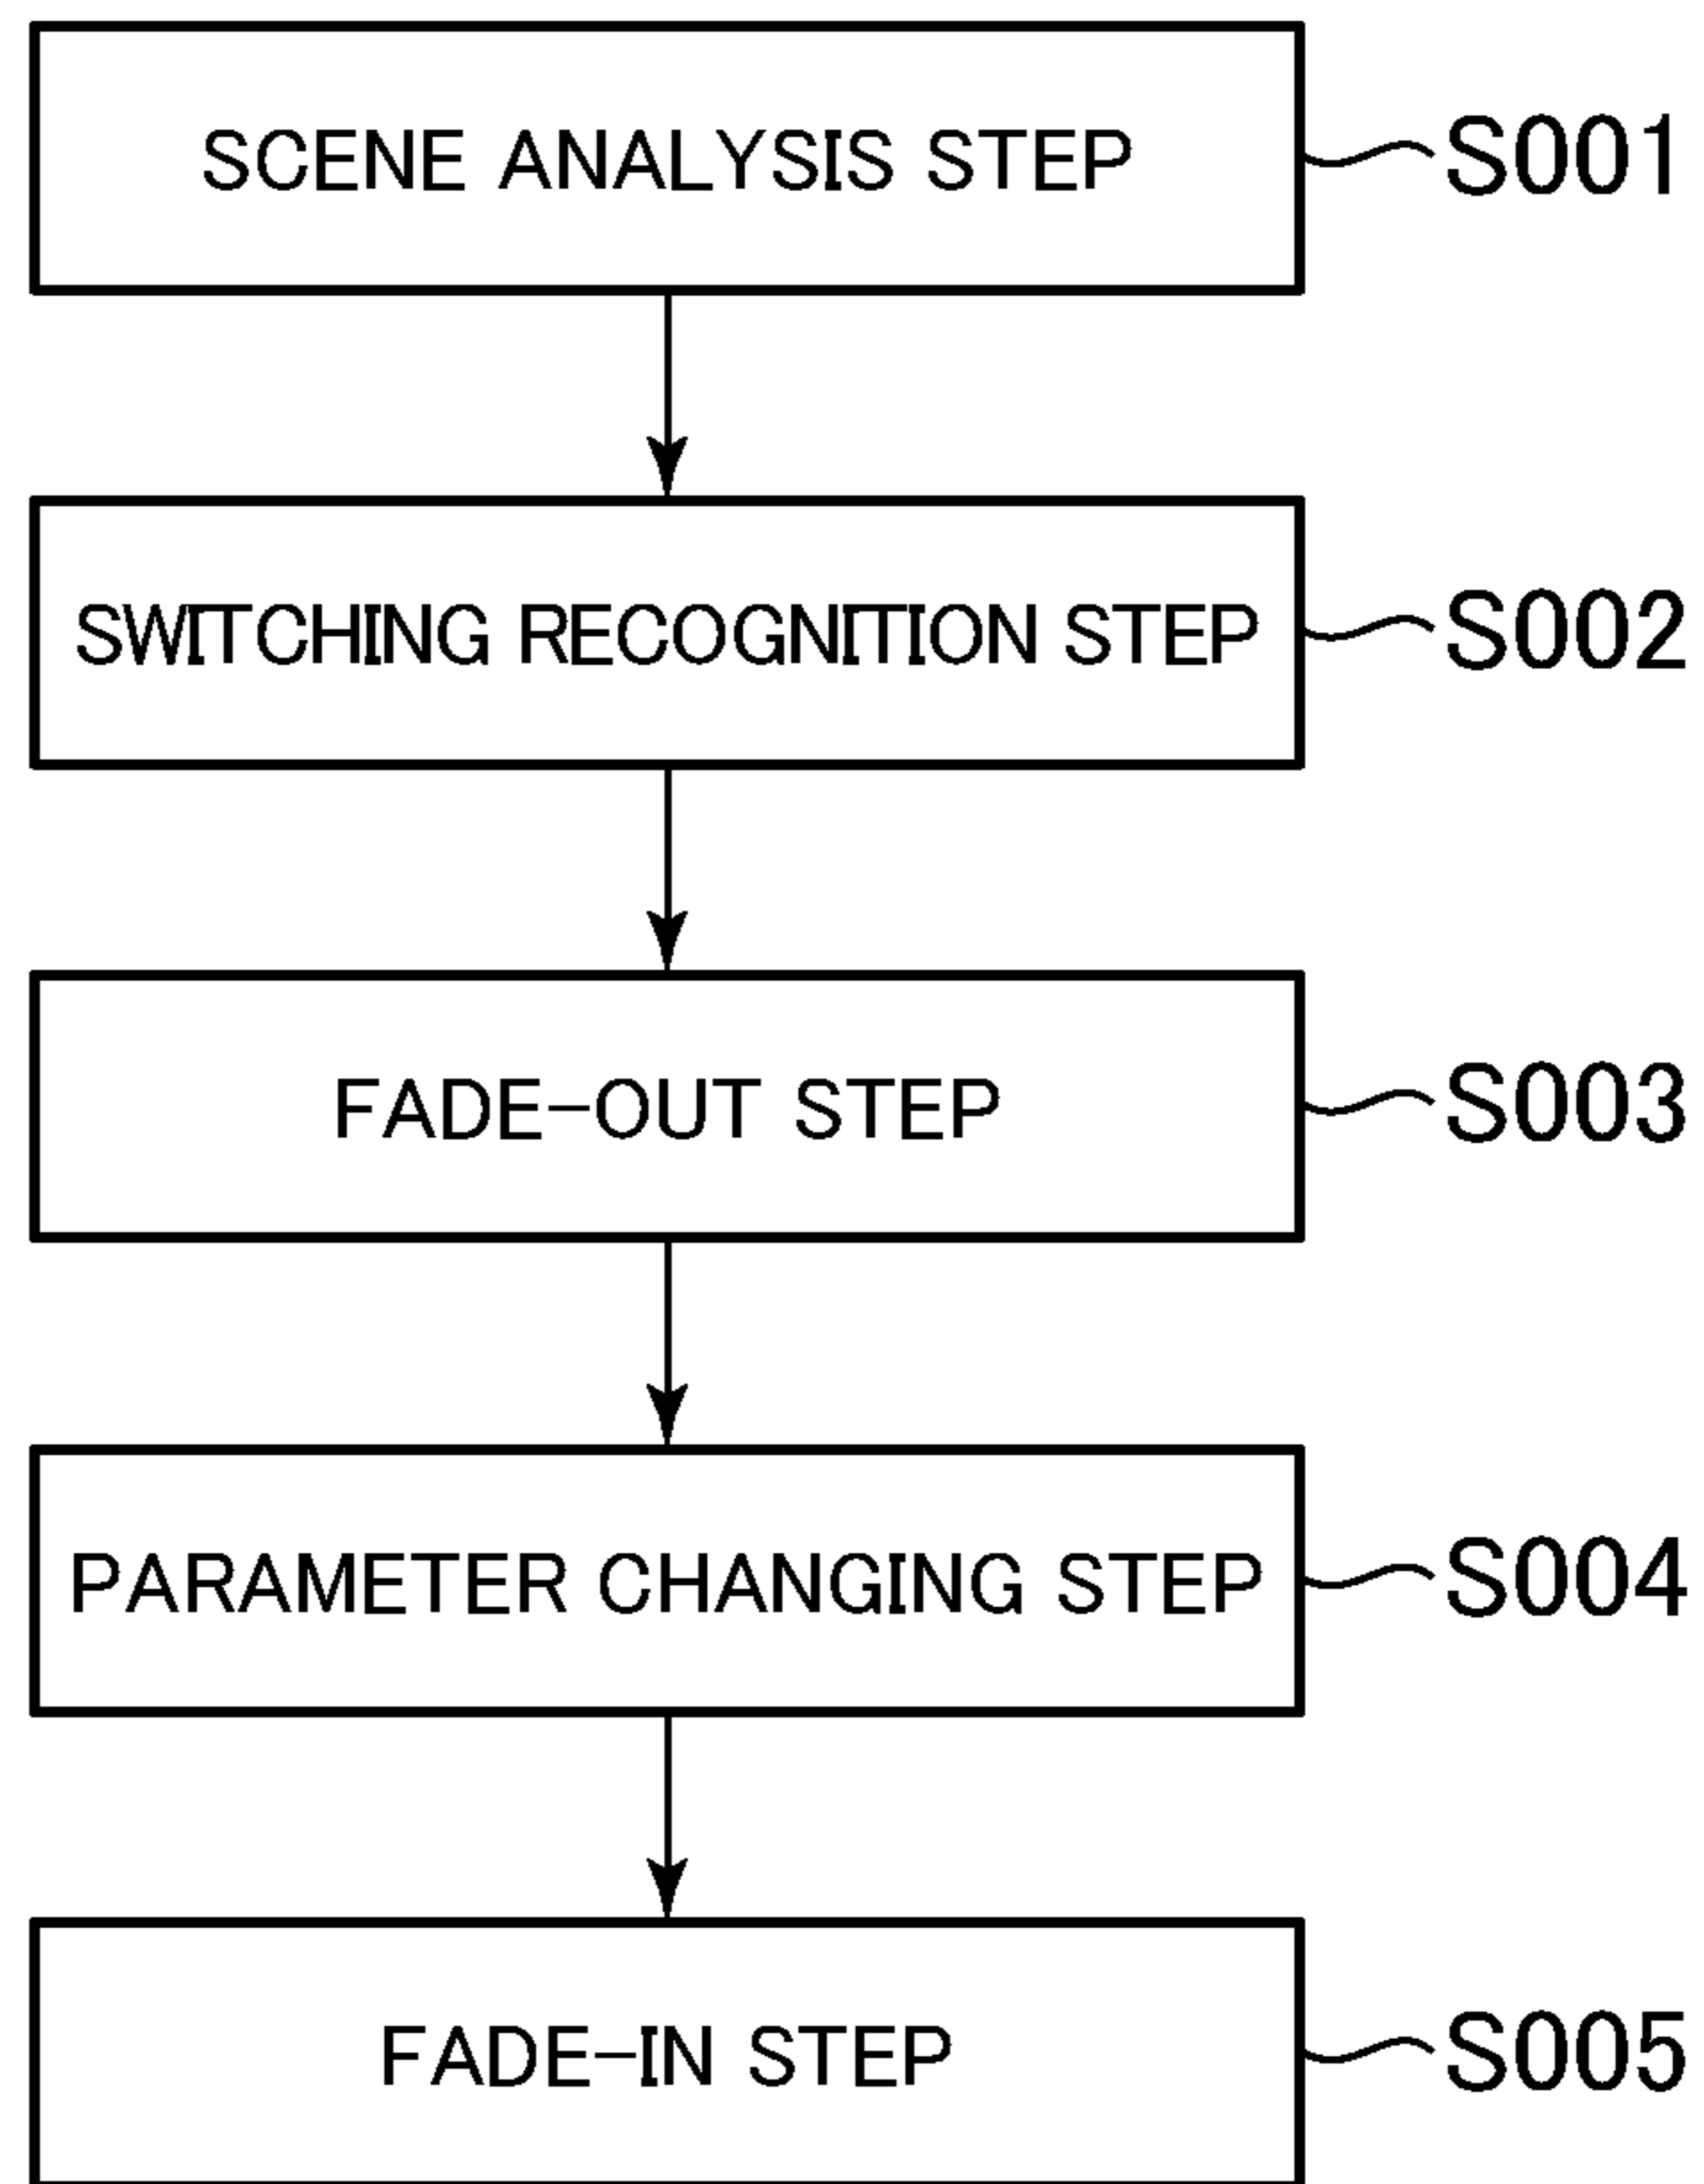 SCENE ANALYSIS STEP S001
SWITCHING RECOGNITION STEP S002
FADE-OUT STEP S003
PARAMETER CHANGING STEP S004
FADE-IN STEP S005